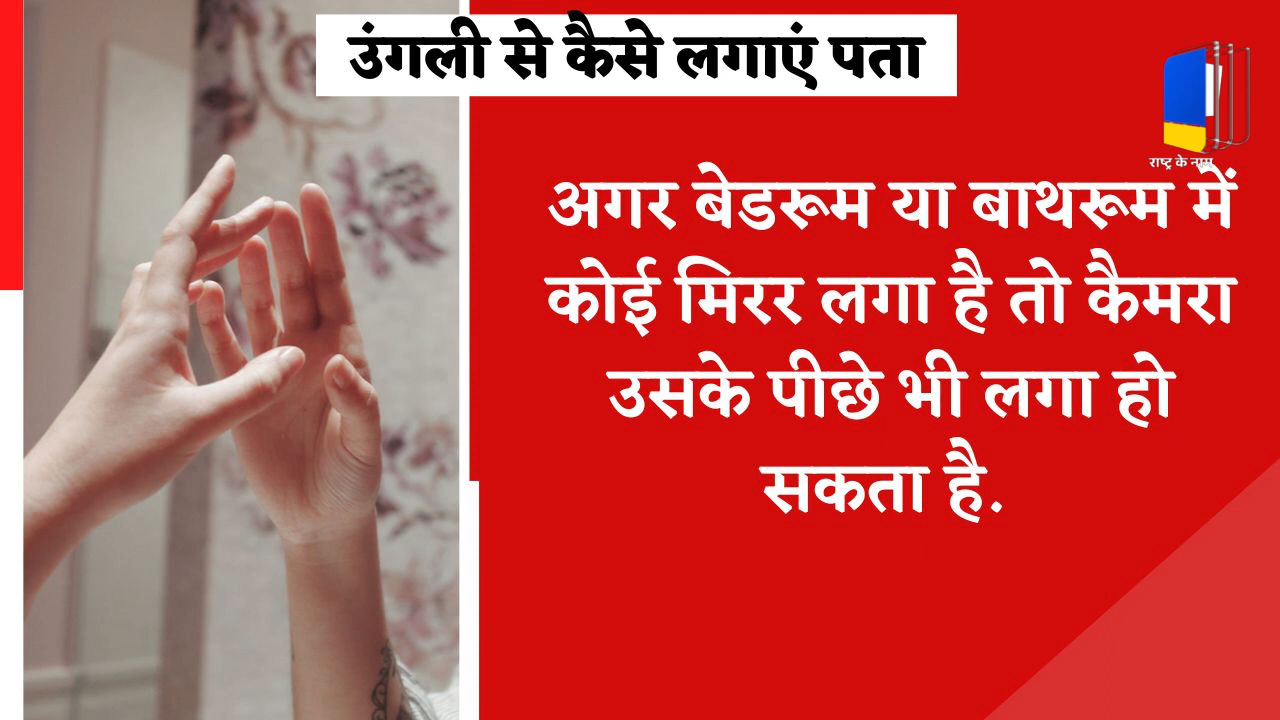 उंगली से कैसे लगाएं पता
राष्ट्र के नाम
अगर बेडरूम या बाथरूम में
कोई मिरर लगा है तो कैमरा
उसके पीछे भी लगा हो
सकता है.